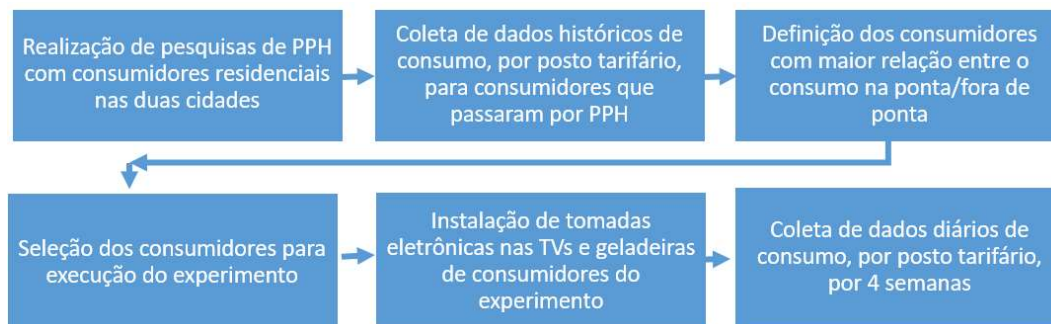 Realização de pesquisas de PPH
com consumidores residenciais
nas duas cidades
Coleta de dados históricos de
consumo, por posto tarifário,
para consumidores que
passaram por PPH
Definição dos consumidores
com maior relação entre o
consumo na ponta/fora de
ponta
Seleção dos consumidores para
execução do experimento
Instalação de tomadas
eletrônicas nas TVs e geladeiras
de consumidores do
experimento
Coleta de dados diários de
consumo, por posto tarifário,
por 4 semanas